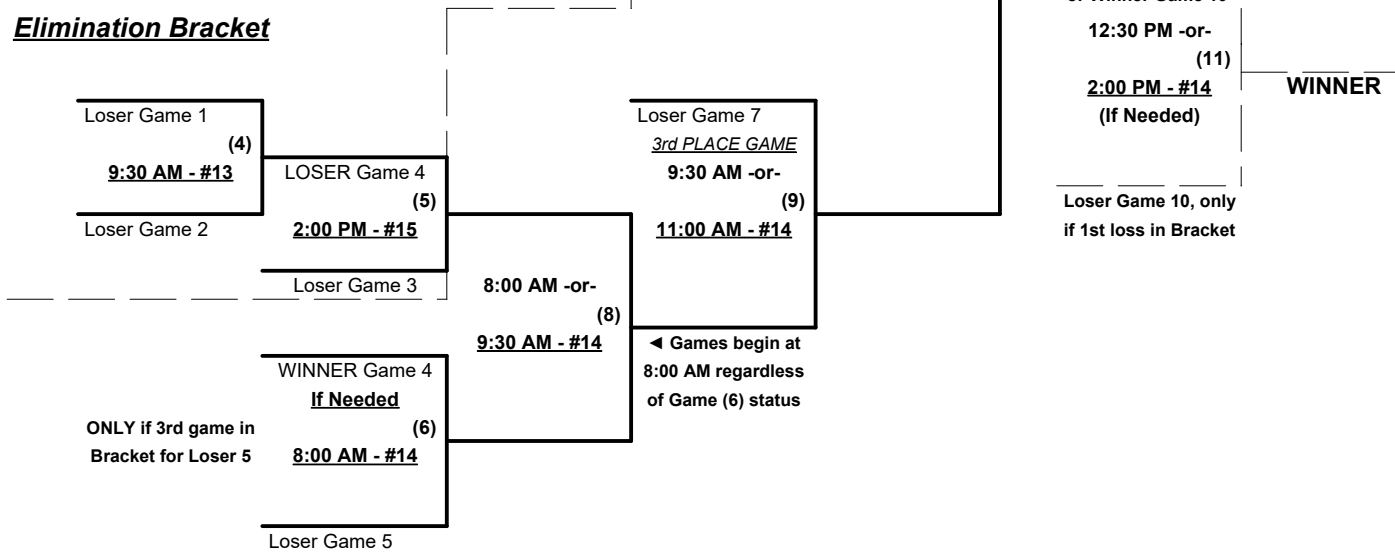 Elimination Bracket
12:30 PM -or-
(11)
2:00 PM - #14
(If Needed)
WINNER
Loser Game 10, only
if 1st loss in Bracket
Loser Game 1
(4)
9:30 AM - #13
Loser Game 2
LOSER Game 4
(5)
2:00 PM - #15
Loser Game 3
Loser Game 7
3rd PLACE GAME
9:30 AM -or-
(9)
11:00 AM - #14
8:00 AM -or-
(8)
9:30 AM - #14
◄ Games begin at
8:00 AM regardless
of Game (6) status
WINNER Game 4
If Needed
(6)
8:00 AM - #14
ONLY if 3rd game in
Bracket for Loser 5
Loser Game 5